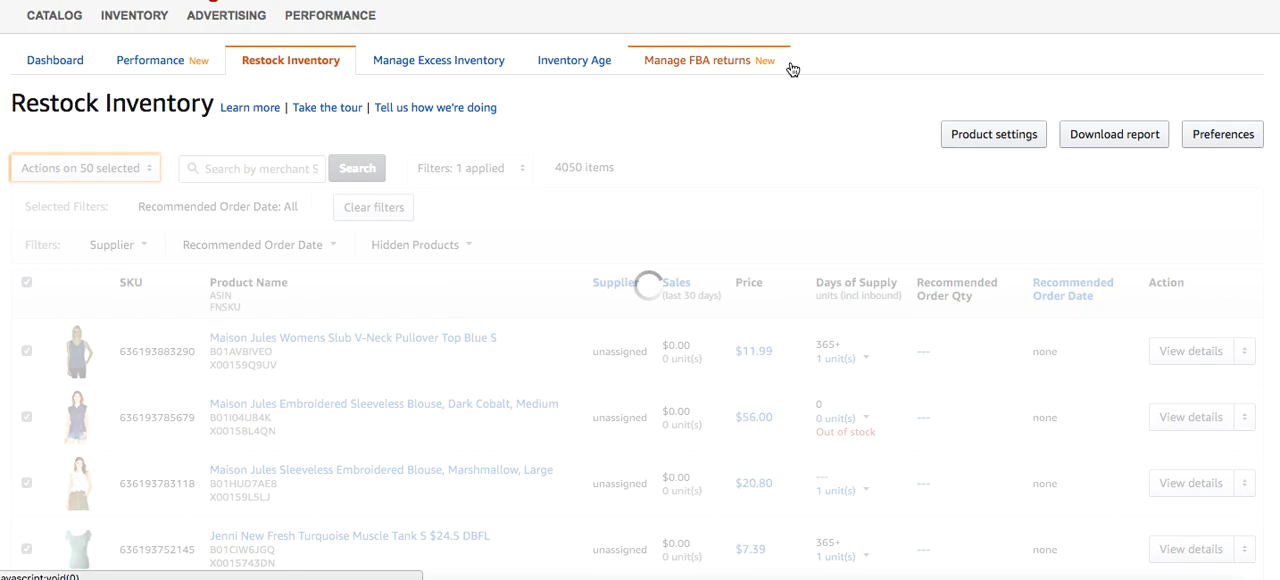 CATALOG INVENTORY ADVERTISING PERFORMANCE
Dashboard Performance New Restock Inventory Manage Excess Inventory Inventory Age Manage FBA returns New
Restock Inventory Learn more | Take the tour | Tell us how we're doing
Product settings Download report Preferences
Actions on 50 selected Search by merchant S Search Filters: 1 applied 4050 items
Selected Filters: Recommended Order Date: All Clear filters
Filters: Supplier Recommended Order Date Hidden Products
SKU Product Name Supplier Sales Price Days of Supply Recommended Recommended Action
ASIN (last 30 days) units (incl inbound) Order Qty Order Date
FNSKU
Maison Jules Womens Slub V-Neck Pullover Top Blue S
636193883290 B01AVBIVEO unassigned $0.00 $11.99 365+ --- none View details
X00159Q9UV 0 unit(s) 1 unit(s)
Maison Jules Embroidered Sleeveless Blouse, Dark Cobalt, Medium
636193785679 B01I04U84K unassigned $0.00 $56.00 0 --- none View details
X0015BL4QN 0 unit(s) 0 unit(s)
Out of stock
Maison Jules Sleeveless Embroidered Blouse, Marshmallow, Large
636193783118 B01HUD7AE8 unassigned $0.00 $20.80 --- --- none View details
X00159L5LJ 0 unit(s) 1 unit(s)
Jenni New Fresh Turquoise Muscle Tank S $24.5 DBFL
636193752145 B01CIW6JGQ unassigned $0.00 $7.39 365+ --- none View details
X0015743DN 0 unit(s) 1 unit(s)
avascript:void(0)